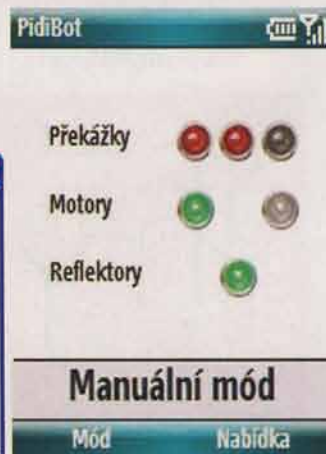 PidiBot
Překážky
Motory
Reflektory
Manuální mód
Mód Nabídka